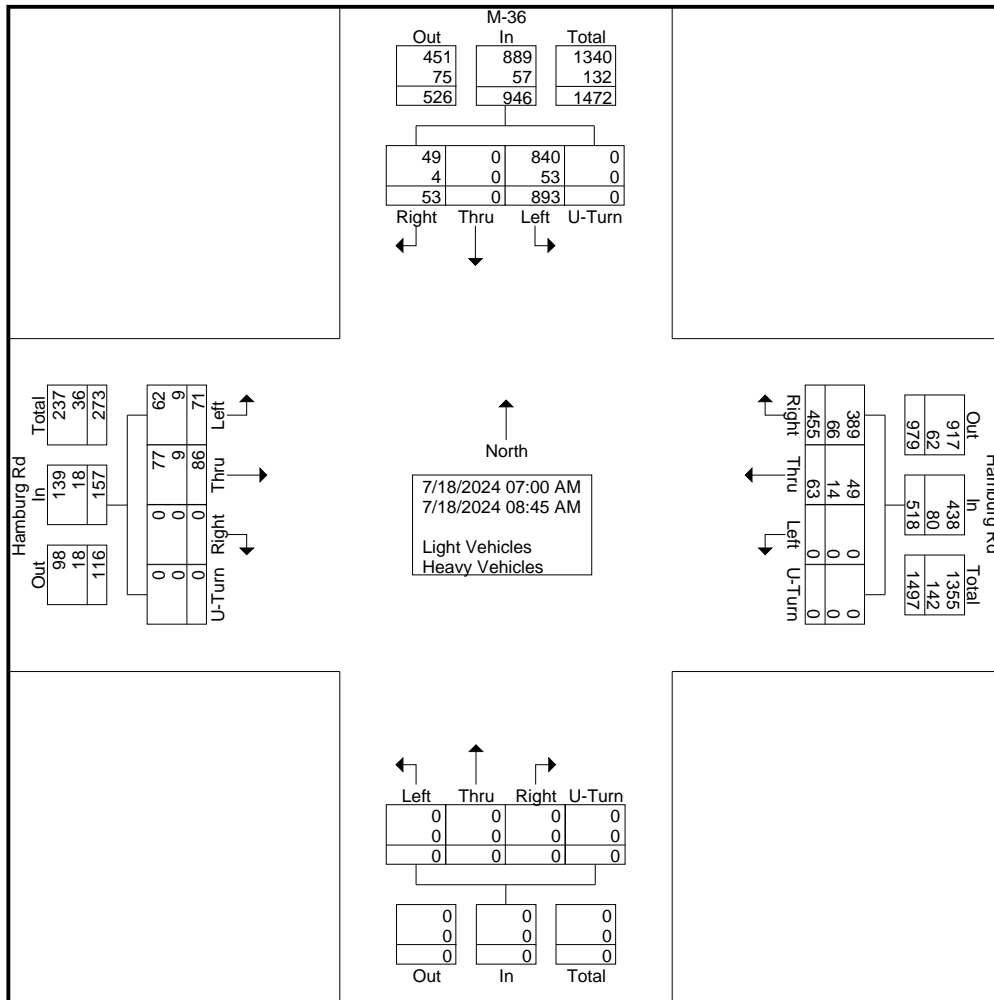 M-36
Out In Total
451 889 1340
75 57 132
526 946 1472
49 0 840 0
4 0 53 0
53 0 893 0
Right Thru Left U-Turn
Hamburg Rd
Total In Out
237 139 98
36 18 18
273 157 116
62 77 0 0
9 9 0 0
71 86 0 0
Left Thru Right U-Turn
North
7/18/2024 07:00 AM
7/18/2024 08:45 AM
Light Vehicles
Heavy Vehicles
Hamburg Rd
Out In Total
917 438 1355
62 80 142
979 518 1497
389 49 0 0
66 14 0 0
455 63 0 0
Right Thru Left U-Turn
Left Thru Right U-Turn
0 0 0 0
0 0 0 0
0 0 0 0
0 0 0
0 0 0
0 0 0
Out In Total